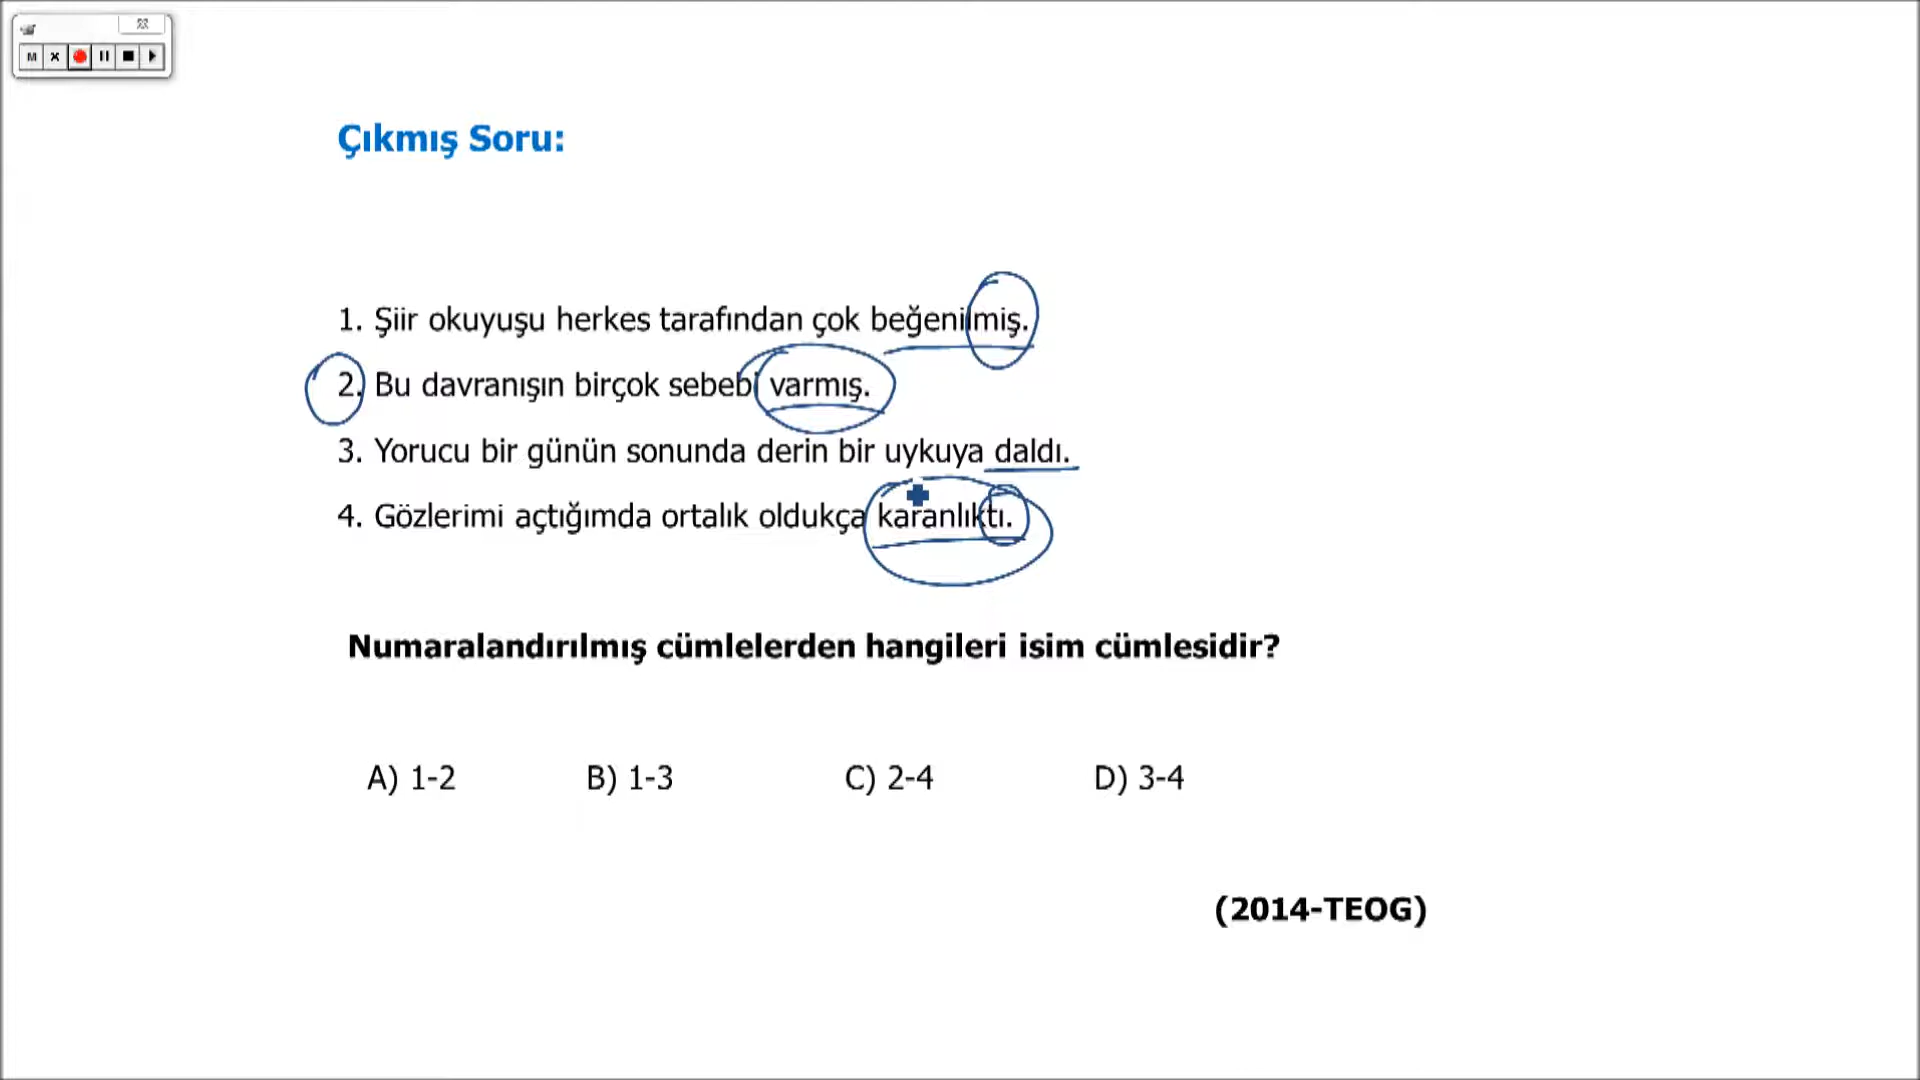 M
Çıkmış Soru:
1. Şiir okuyuşu herkes tarafından çok beğenilmiş.
2. Bu davranışın birçok sebebi varmış.
3. Yorucu bir günün sonunda derin bir uykuya daldı.
4. Gözlerimi açtığımda ortalık oldukça karanlıktı.
Numaralandırılmış cümlelerden hangileri isim cümlesidir?
A) 1-2 B) 1-3 C) 2-4 D) 3-4
(2014-TEOG)